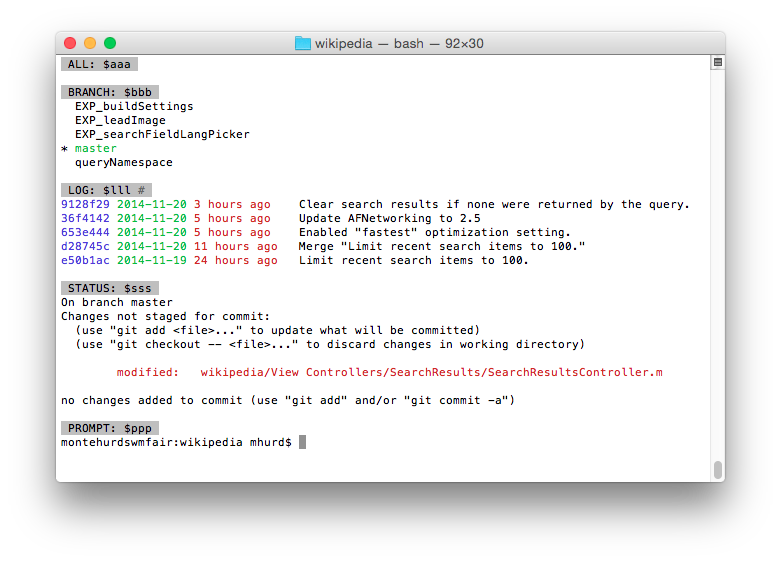 wikipedia — bash — 92×30
ALL: $aaa
BRANCH: $bbb
EXP_buildSettings
EXP_leadImage
EXP_searchFieldLangPicker
* master
queryNamespace
LOG: $lll #
9128f29 2014-11-20 3 hours ago Clear search results if none were returned by the query.
36f4142 2014-11-20 5 hours ago Update AFNetworking to 2.5
653e444 2014-11-20 5 hours ago Enabled "fastest" optimization setting.
d28745c 2014-11-20 11 hours ago Merge "Limit recent search items to 100."
e50b1ac 2014-11-19 24 hours ago Limit recent search items to 100.
STATUS: $sss
On branch master
Changes not staged for commit:
(use "git add <file>..." to update what will be committed)
(use "git checkout -- <file>..." to discard changes in working directory)
modified: wikipedia/View Controllers/SearchResults/SearchResultsController.m
no changes added to commit (use "git add" and/or "git commit -a")
PROMPT: $ppp
montehurdswmfair:wikipedia mhurd$